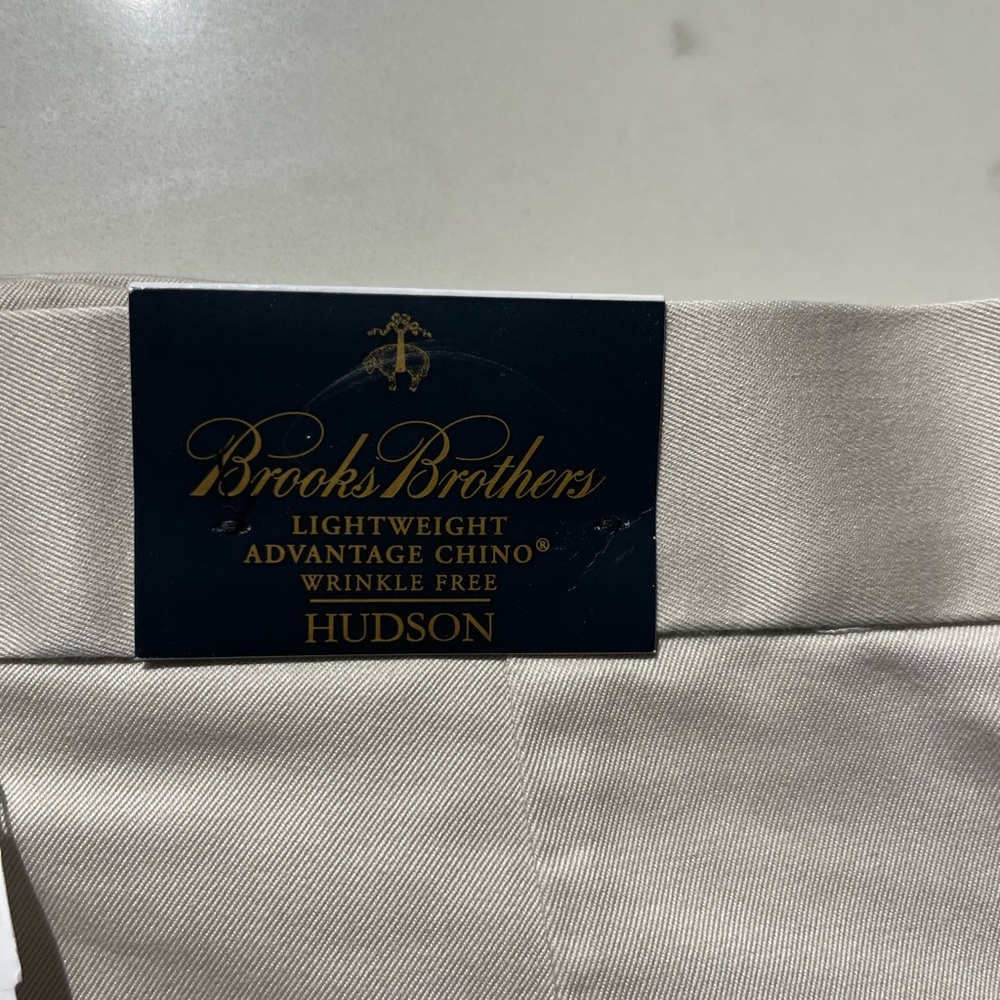 Brooks Brothers
LIGHTWEIGHT
ADVANTAGE CHINO®
WRINKLE FREE
HUDSON